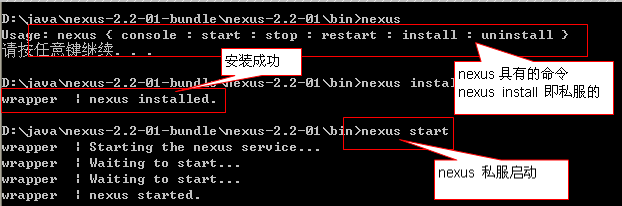 D:\java\nexus-2.2-01-bundle\nexus-2.2-01\bin>nexus
Usage: nexus { console : start : stop : restart : install : uninstall }
请按任意键继续. . .
安装成功
nexus 具有的命令
nexus install 即私服的
D:\java\nexus-2.2-01-bundle\nexus-2.2-01\bin>nexus instal
wrapper | nexus installed.
D:\java\nexus-2.2-01-bundle\nexus-2.2-01\bin>nexus start
wrapper | Starting the nexus service...
wrapper | Waiting to start...
wrapper | Waiting to start...
wrapper | nexus started.
nexus 私服启动